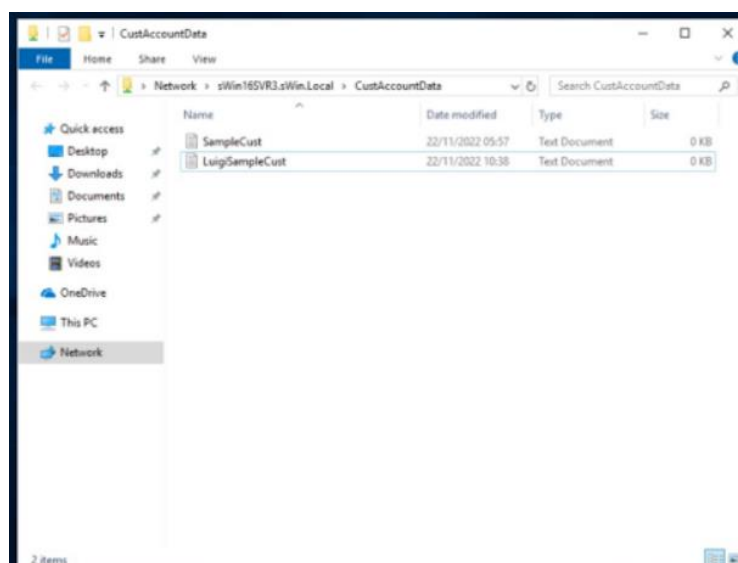 CustAccountData
File Home Share View
Network › sWin16SVR3.sWin.Local › CustAccountData Search CustAccountData
Name Date modified Type Size
Quick access
Desktop
Downloads
Documents
Pictures
Music
Videos
OneDrive
This PC
Network
SampleCust 22/11/2022 05:57 Text Document 0 KB
LuigiSampleCust 22/11/2022 10:38 Text Document 0 KB
2 items